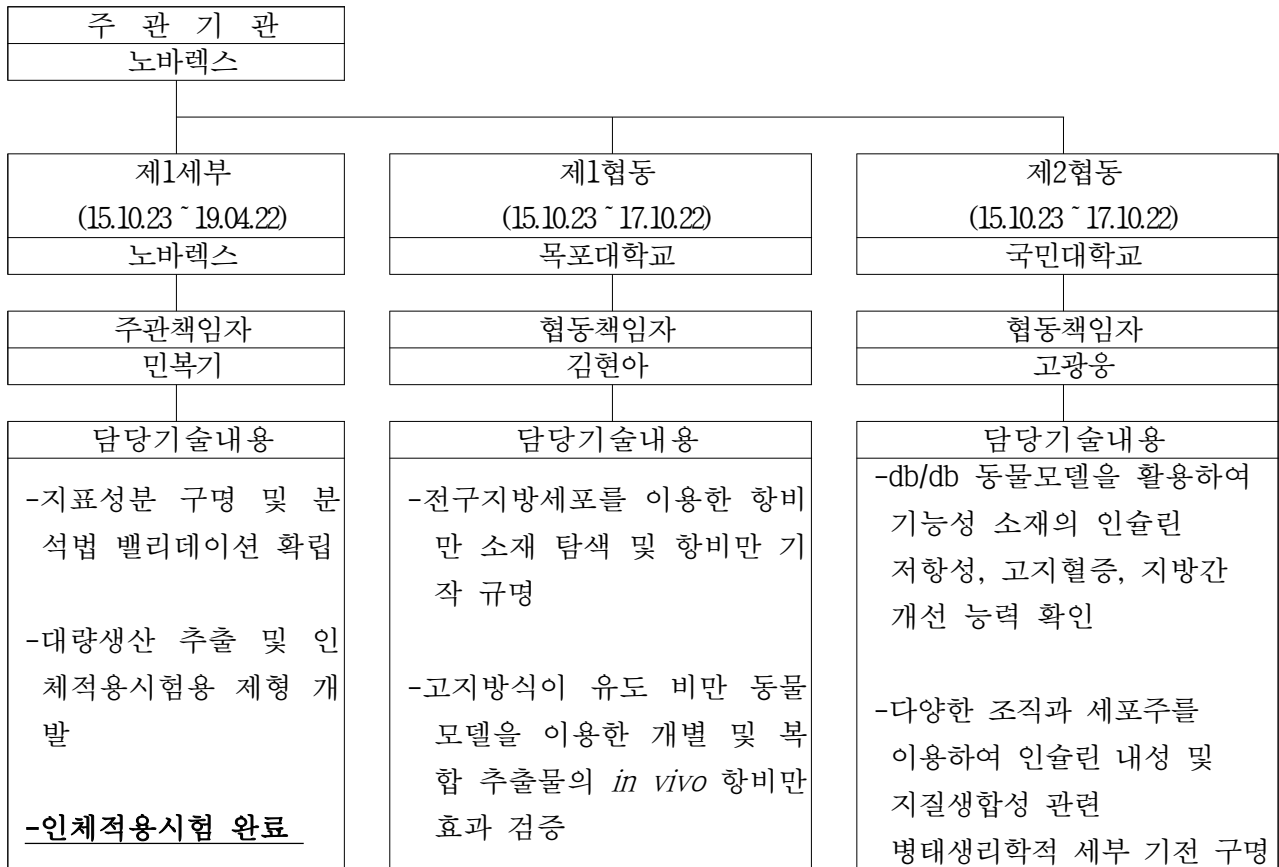 주 관 기 관
노바렉스
제1세부
(15.10.23 ~ 19.04.22)
노바렉스
주관책임자
민복기
담당기술내용
-지표성분 구명 및 분
석법 밸리데이션 확립
-대량생산 추출 및 인
체적용시험용 제형 개
발
-인체적용시험 완료
제1협동
(15.10.23 ~ 17.10.22)
목포대학교
협동책임자
김현아
담당기술내용
-전구지방세포를 이용한 항비
만 소재 탐색 및 항비만 기
작 규명
-고지방식이 유도 비만 동물
모델을 이용한 개별 및 복
합 추출물의 in vivo 항비만
효과 검증
제2협동
(15.10.23 ~ 17.10.22)
국민대학교
협동책임자
고광웅
담당기술내용
-db/db 동물모델을 활용하여
기능성 소재의 인슐린
저항성, 고지혈증, 지방간
개선 능력 확인
-다양한 조직과 세포주를
이용하여 인슐린 내성 및
지질생합성 관련
병태생리학적 세부 기전 구명